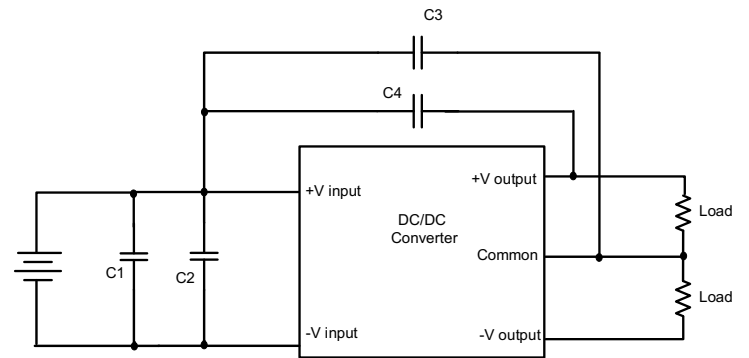 C3
C4
+V output
+V input
Load
DC/DC
Converter
Common
C1
C2
Load
-V input
-V output